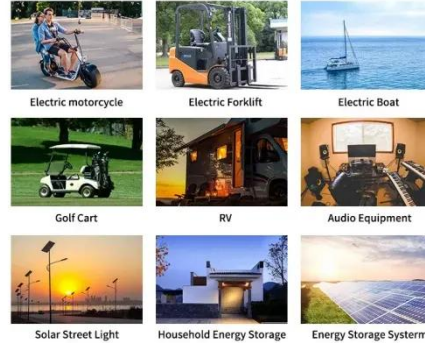 Electric motorcycle
Electric Forklift
Electric Boat
Golf Cart
RV
Audio Equipment
Solar Street Light
Household Energy Storage
Energy Storage Systerm